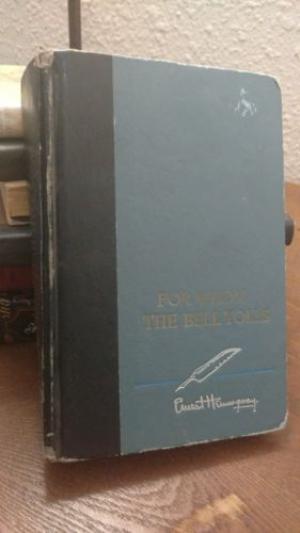 FOR WHOM
THE BELL TOLLS
Ernest Hemingway